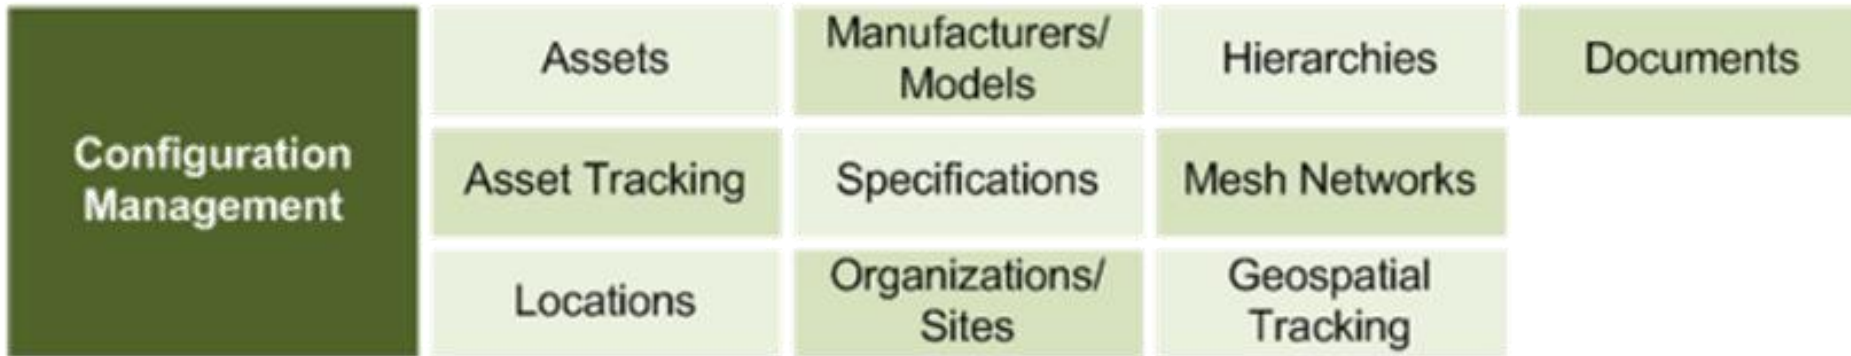 Configuration
Management
Assets
Manufacturers/
Models
Hierarchies
Documents
Asset Tracking
Specifications
Mesh Networks
Locations
Organizations/
Sites
Geospatial
Tracking